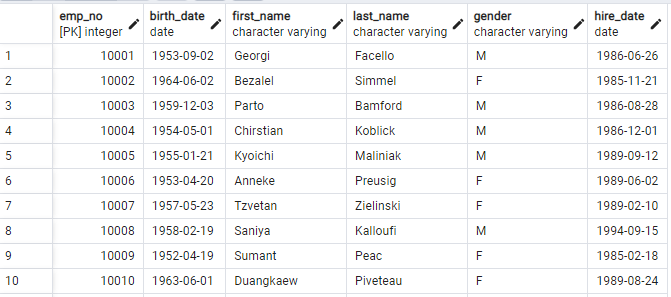 emp_no birth_date first_name last_name gender hire_date
[PK] integer date character varying character varying character varying date
1 10001 1953-09-02 Georgi Facello M 1986-06-26
2 10002 1964-06-02 Bezalel Simmel F 1985-11-21
3 10003 1959-12-03 Parto Bamford M 1986-08-28
4 10004 1954-05-01 Chirstian Koblick M 1986-12-01
5 10005 1955-01-21 Kyoichi Maliniak M 1989-09-12
6 10006 1953-04-20 Anneke Preusig F 1989-06-02
7 10007 1957-05-23 Tzvetan Zielinski F 1989-02-10
8 10008 1958-02-19 Saniya Kalloufi M 1994-09-15
9 10009 1952-04-19 Sumant Peac F 1985-02-18
10 10010 1963-06-01 Duangkaew Piveteau F 1989-08-24